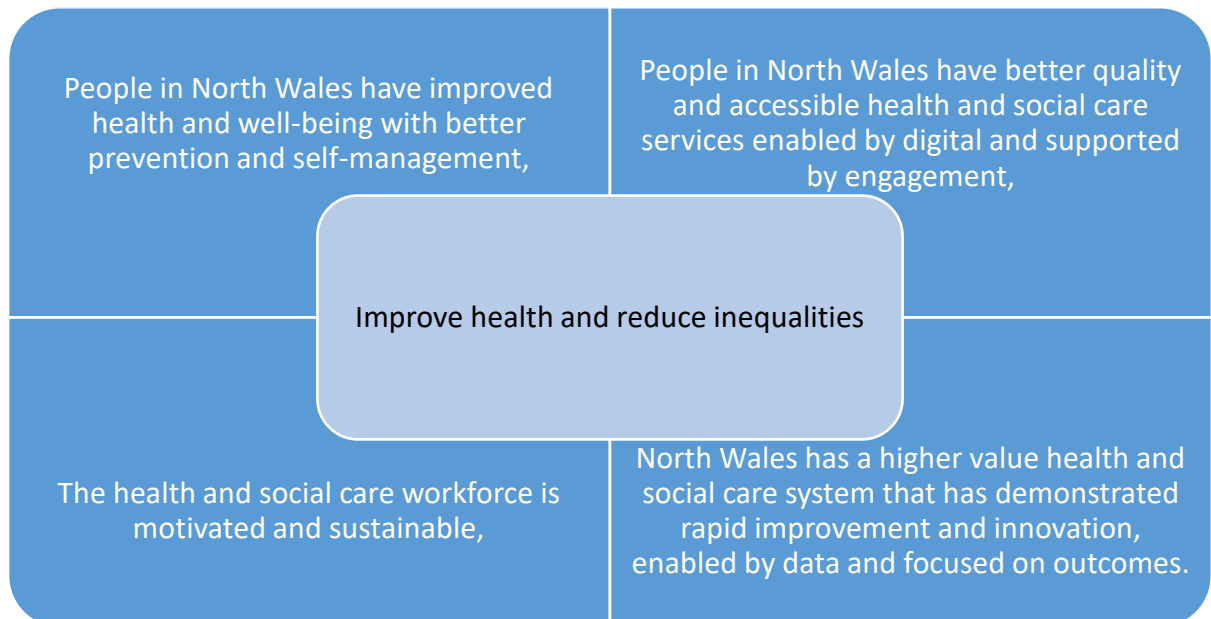 People in North Wales have improved
health and well-being with better
prevention and self-management,
People in North Wales have better quality
and accessible health and social care
services enabled by digital and supported
by engagement,
Improve health and reduce inequalities
The health and social care workforce is
motivated and sustainable,
North Wales has a higher value health and
social care system that has demonstrated
rapid improvement and innovation,
enabled by data and focused on outcomes.